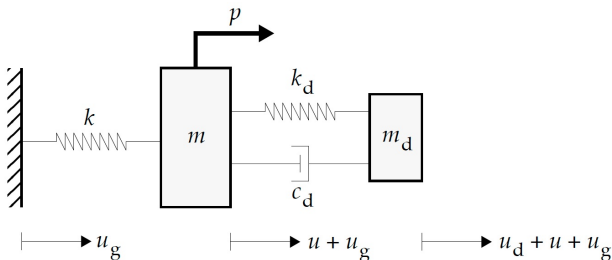 p
k
k_d
m
m_d
c_d
u_g
u + u_g
u_d + u + u_g